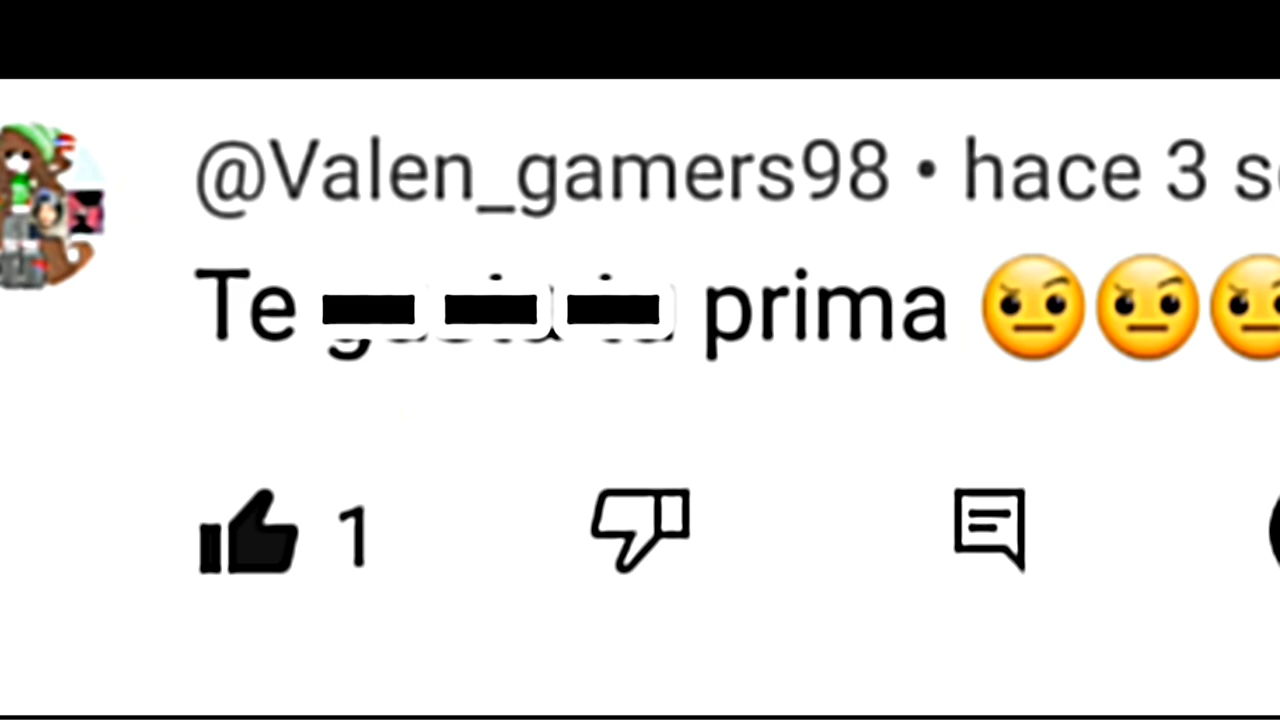 @Valen_gamers98 • hace 3 s
Te prima 🤨🤨🤨
1